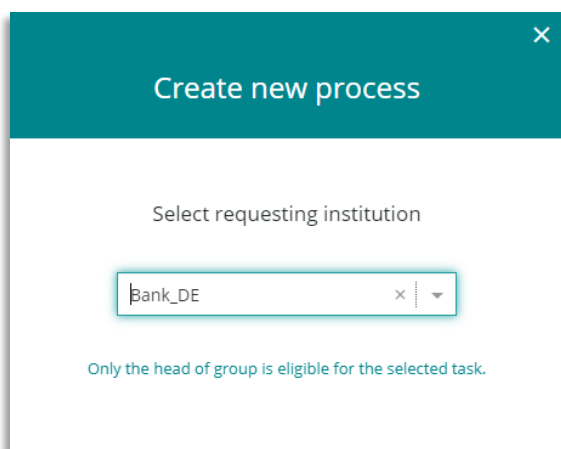 Create new process
Select requesting institution
Bank_DE
Only the head of group is eligible for the selected task.